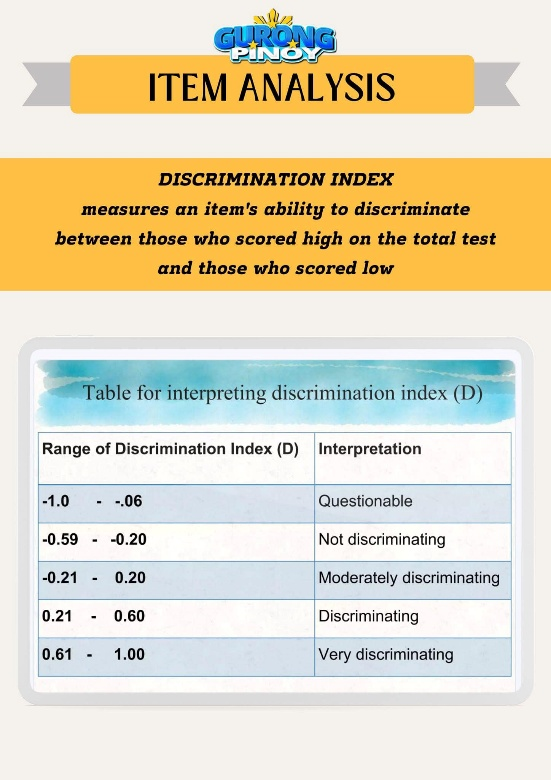 GURONG
PINOY
ITEM ANALYSIS
DISCRIMINATION INDEX
measures an item's ability to discriminate
between those who scored high on the total test
and those who scored low
Table for interpreting discrimination index (D)
Range of Discrimination Index (D) Interpretation
-1.0 - -.06 Questionable
-0.59 - -0.20 Not discriminating
-0.21 - 0.20 Moderately discriminating
0.21 - 0.60 Discriminating
0.61 - 1.00 Very discriminating